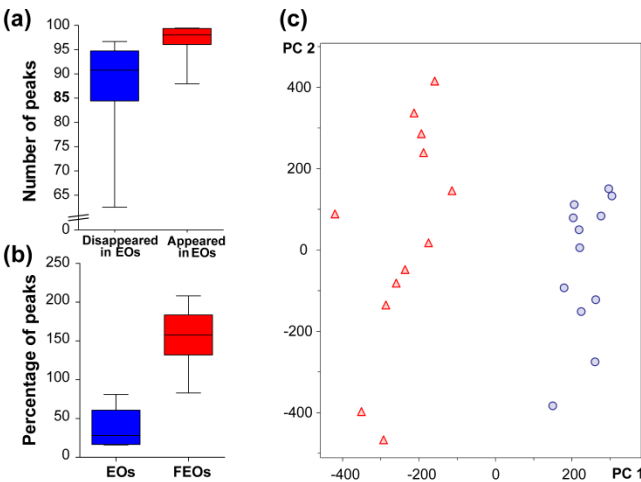 (a)
Number of peaks
100
95
90
85
80
75
70
65
0
Disappeared in EOs
Appeared in EOs
(b)
Percentage of peaks
250
200
150
100
50
0
EOs
FEOs
(c)
PC 2
400
200
0
-200
-400
-400
-200
0
200
PC 1